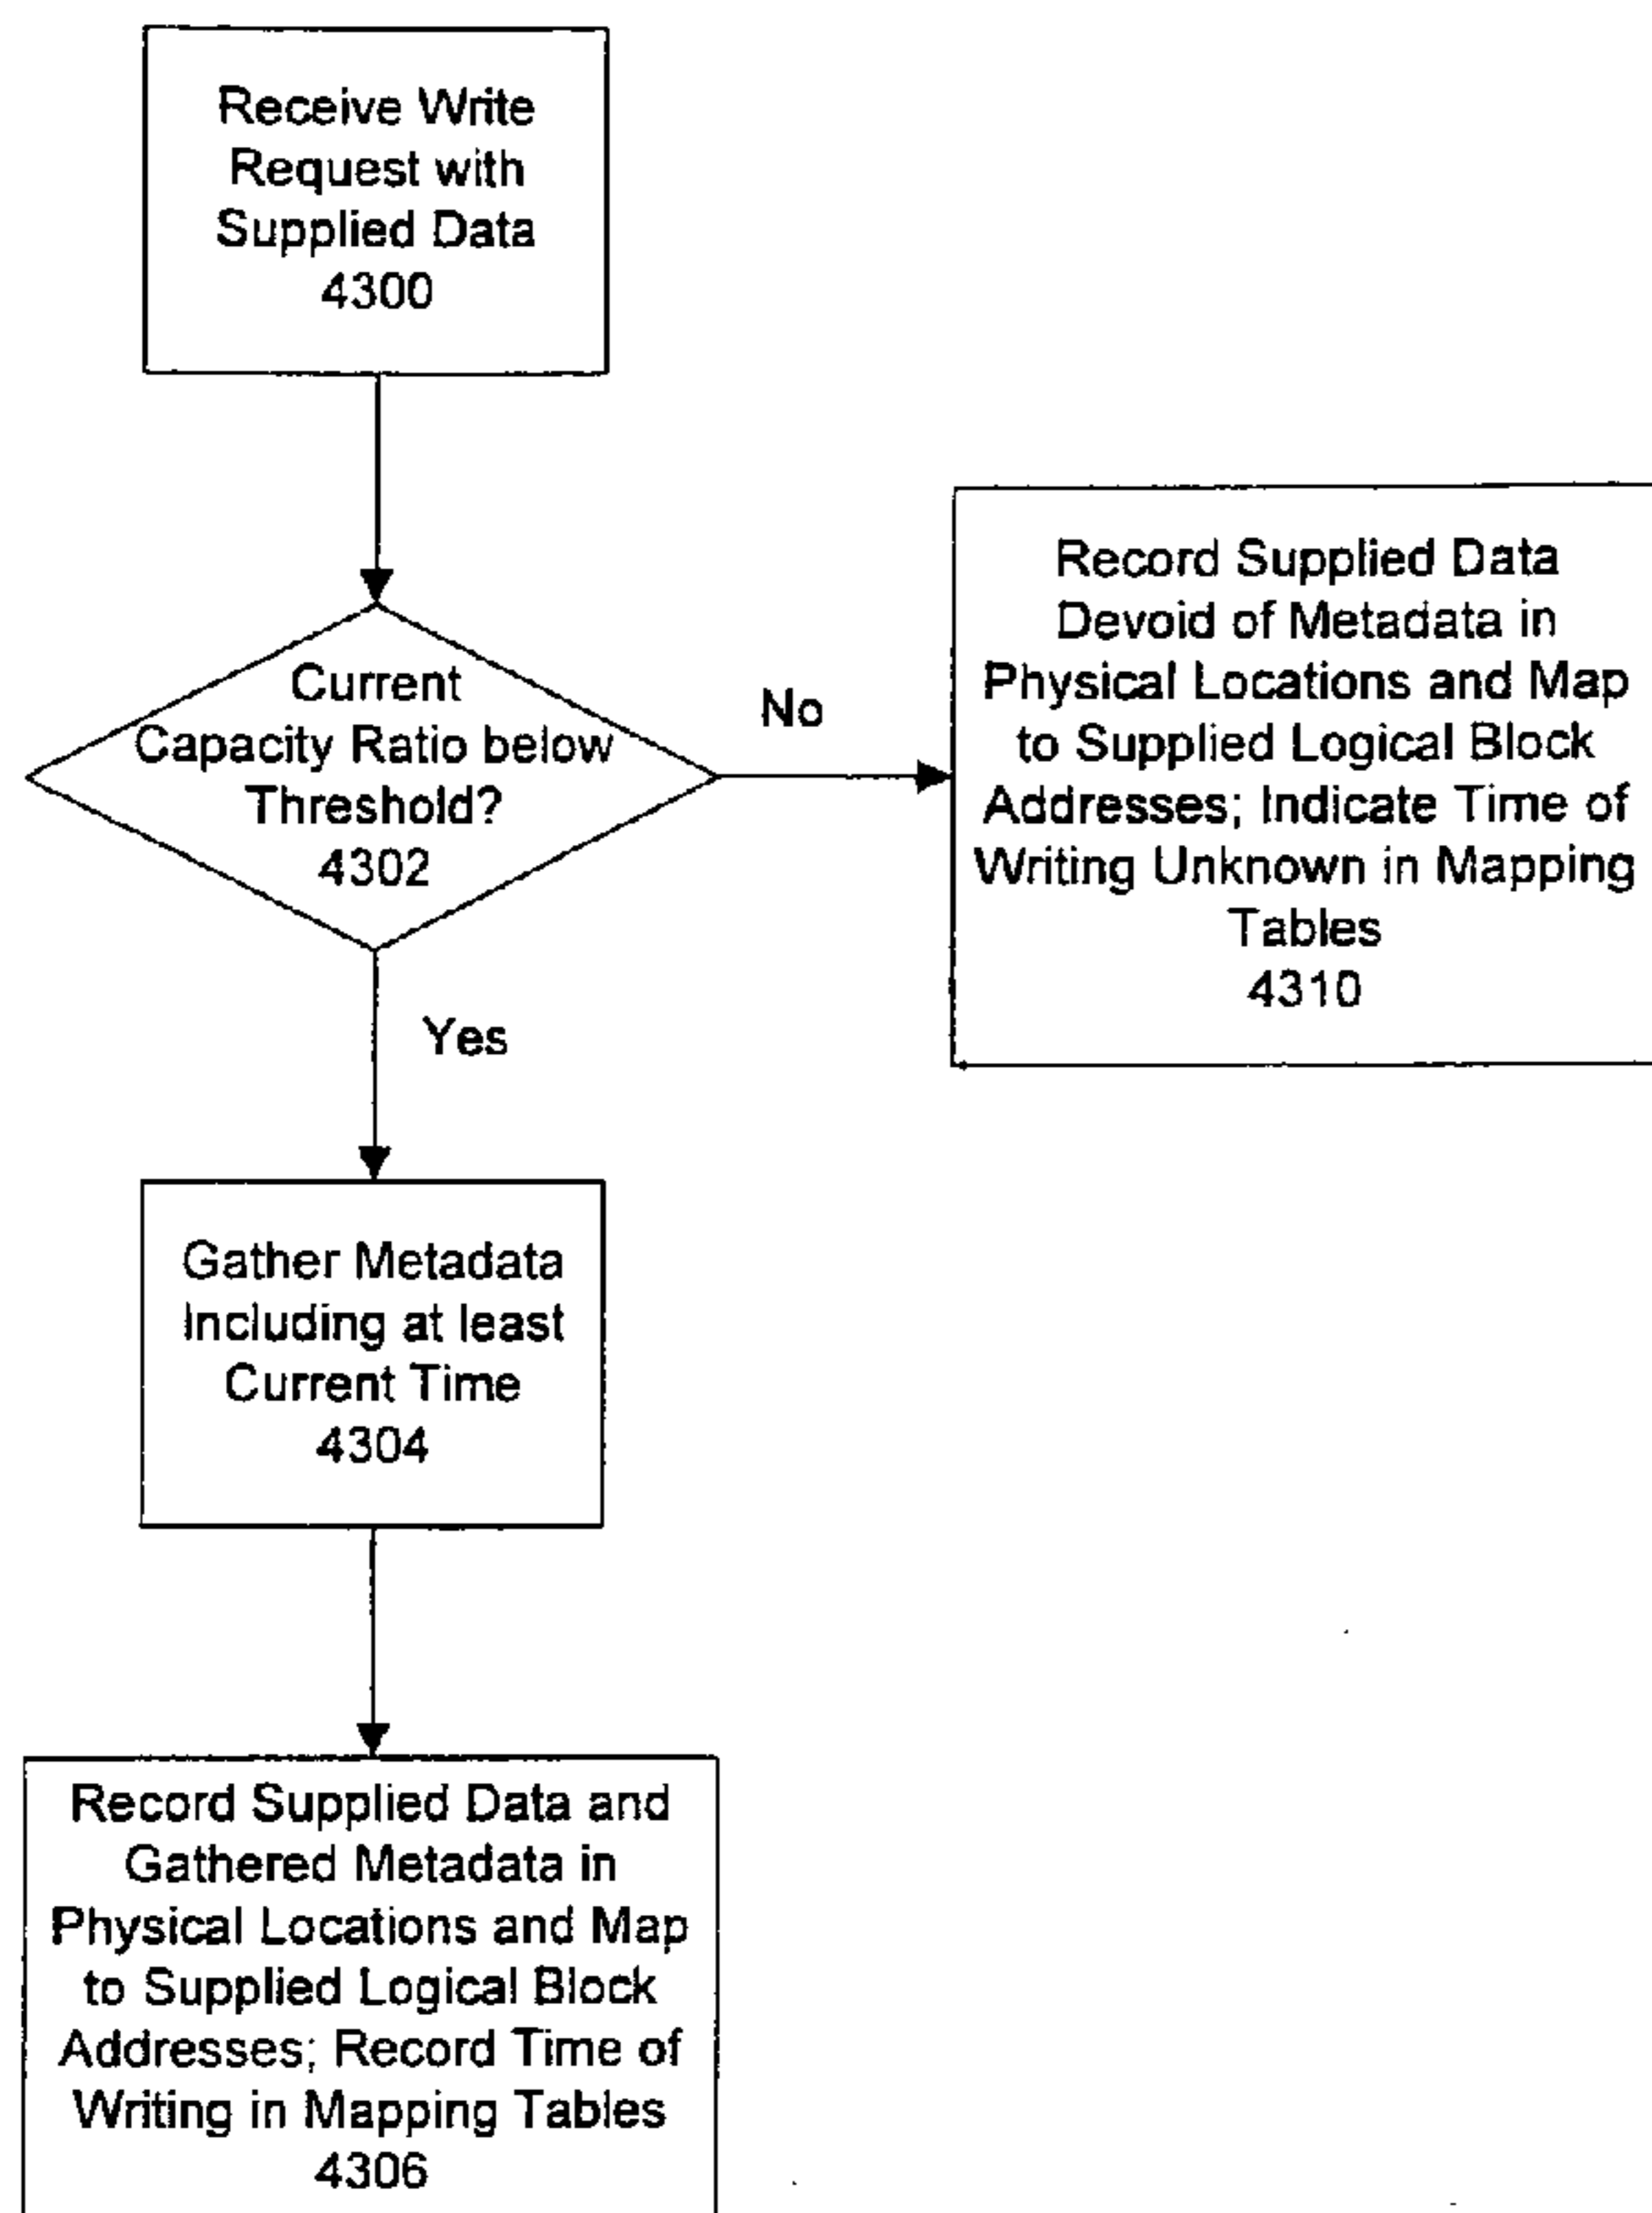 Receive Write
Request with
Supplied Data
4300
Current
Capacity Ratio below
Threshold?
4302
No
Record Supplied Data
Devoid of Metadata in
Physical Locations and Map
to Supplied Logical Block
Addresses; Indicate Time of
Writing Unknown in Mapping
Tables
4310
Yes
Gather Metadata
Including at least
Current Time
4304
Record Supplied Data and
Gathered Metadata in
Physical Locations and Map
to Supplied Logical Block
Addresses; Record Time of
Writing in Mapping Tables
4306